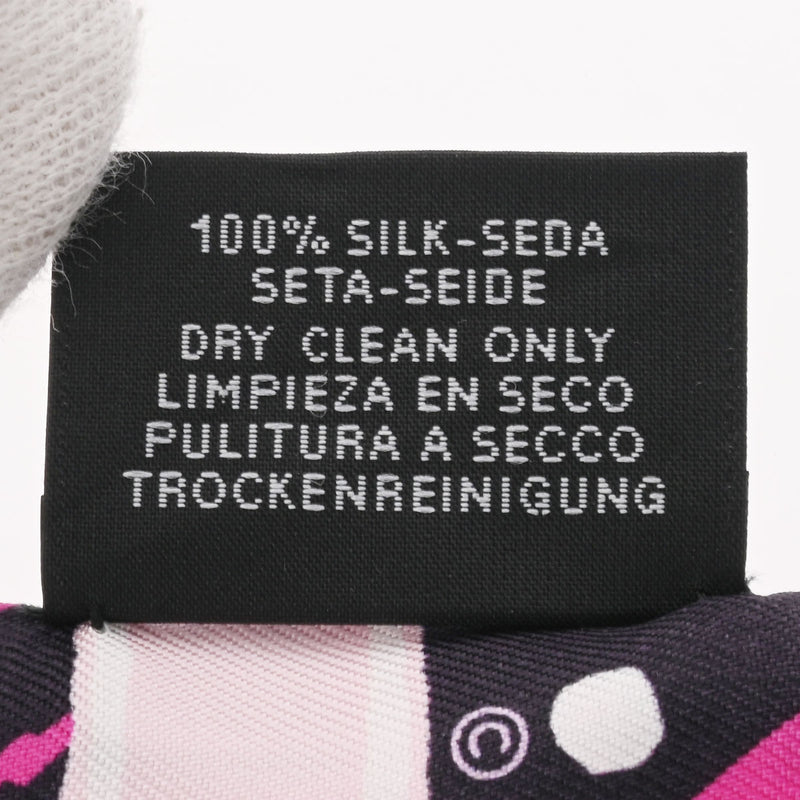 100% SILK-SEDA
SETA-SEIDE
DRY CLEAN ONLY
LIMPIEZA EN SECO
PULITURA A SECCO
TROCKENREINIGUNG
©